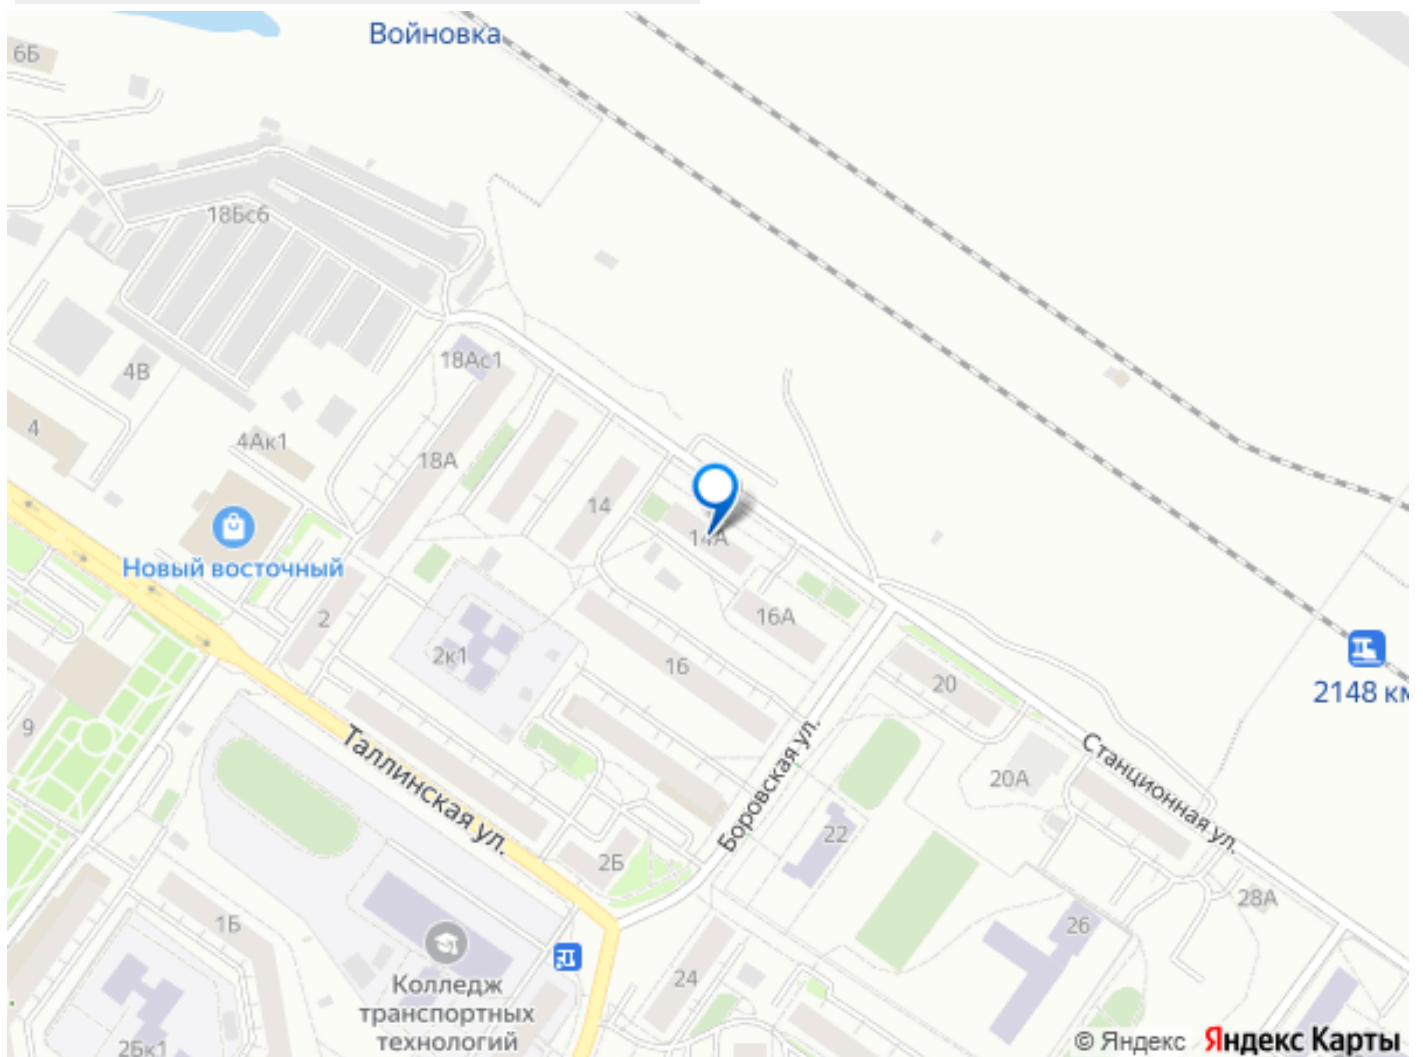 Войновка
6Б
18Бс6
18Ас1
4В
4
4Ак1
18А
14
14А
Новый восточный
2
2к1
16А
16
20
2148 км
9
Таллинская ул.
Боровская ул.
Станционная ул.
20А
22
2Б
28А
1Б
26
24
Колледж
транспортных
технологий
2Бк1
© Яндекс Яндекс Карты